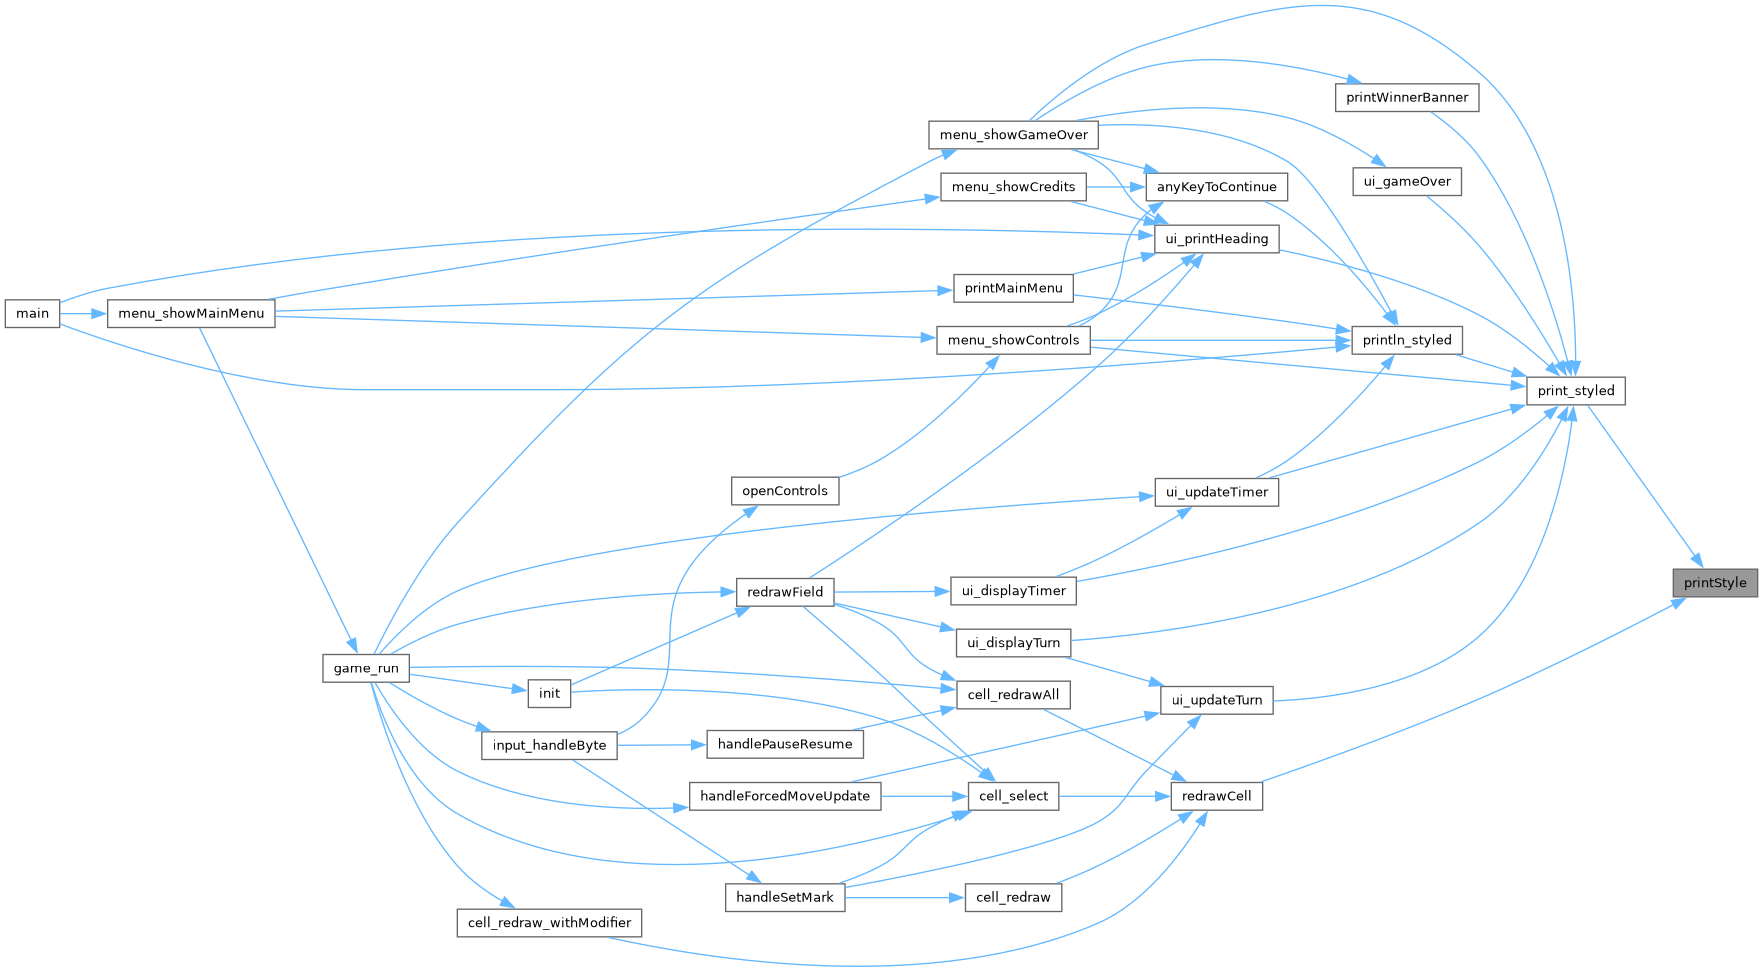 printWinnerBanner
menu_showGameOver
ui_gameOver
menu_showCredits
anyKeyToContinue
ui_printHeading
printMainMenu
main
menu_showMainMenu
menu_showControls
println_styled
print_styled
openControls
ui_updateTimer
printStyle
redrawField
ui_displayTimer
ui_displayTurn
game_run
init
cell_redrawAll
ui_updateTurn
input_handleByte
handlePauseResume
handleForcedMoveUpdate
cell_select
redrawCell
handleSetMark
cell_redraw
cell_redraw_withModifier